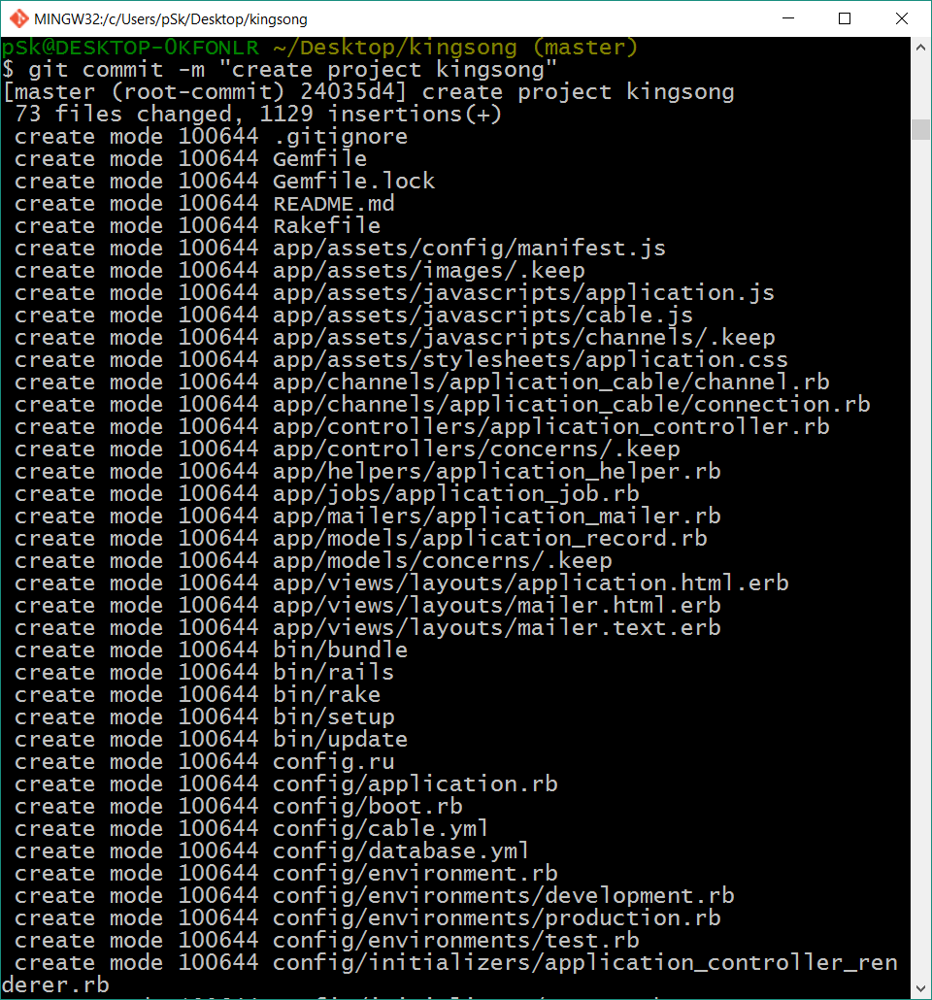 MINGW32:/c/Users/pSk/Desktop/kingsong
pSk@DESKTOP-0KFONLR ~/Desktop/kingsong (master)
$ git commit -m "create project kingsong"
[master (root-commit) 24035d4] create project kingsong
 73 files changed, 1129 insertions(+)
 create mode 100644 .gitignore
 create mode 100644 Gemfile
 create mode 100644 Gemfile.lock
 create mode 100644 README.md
 create mode 100644 Rakefile
 create mode 100644 app/assets/config/manifest.js
 create mode 100644 app/assets/images/.keep
 create mode 100644 app/assets/javascripts/application.js
 create mode 100644 app/assets/javascripts/cable.js
 create mode 100644 app/assets/javascripts/channels/.keep
 create mode 100644 app/assets/stylesheets/application.css
 create mode 100644 app/channels/application_cable/channel.rb
 create mode 100644 app/channels/application_cable/connection.rb
 create mode 100644 app/controllers/application_controller.rb
 create mode 100644 app/controllers/concerns/.keep
 create mode 100644 app/helpers/application_helper.rb
 create mode 100644 app/jobs/application_job.rb
 create mode 100644 app/mailers/application_mailer.rb
 create mode 100644 app/models/application_record.rb
 create mode 100644 app/models/concerns/.keep
 create mode 100644 app/views/layouts/application.html.erb
 create mode 100644 app/views/layouts/mailer.html.erb
 create mode 100644 app/views/layouts/mailer.text.erb
 create mode 100644 bin/bundle
 create mode 100644 bin/rails
 create mode 100644 bin/rake
 create mode 100644 bin/setup
 create mode 100644 bin/update
 create mode 100644 config.ru
 create mode 100644 config/application.rb
 create mode 100644 config/boot.rb
 create mode 100644 config/cable.yml
 create mode 100644 config/database.yml
 create mode 100644 config/environment.rb
 create mode 100644 config/environments/development.rb
 create mode 100644 config/environments/production.rb
 create mode 100644 config/environments/test.rb
 create mode 100644 config/initializers/application_controller_ren
derer.rb